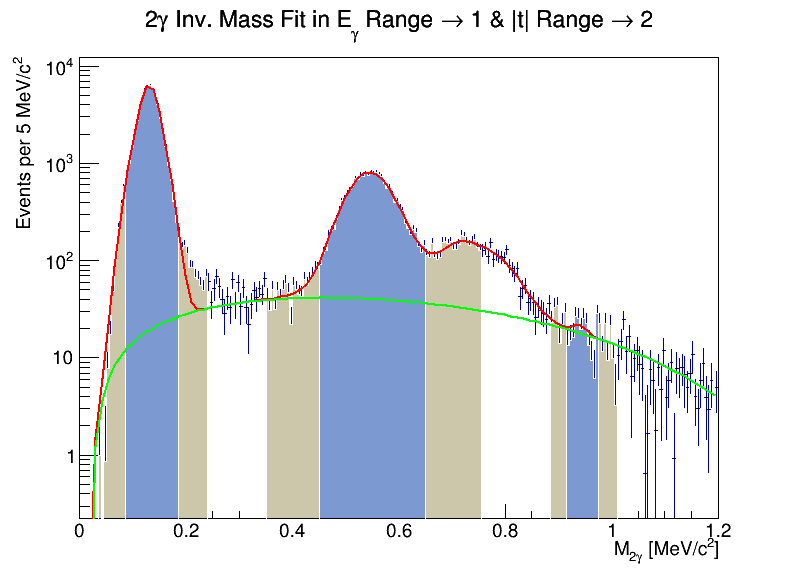 2γ Inv. Mass Fit in Eγ Range → 1 & |t| Range → 2
Events per 5 MeV/c²
10⁴
10³
10²
10
1
0 0.2 0.4 0.6 0.8 1 1.2
M2γ [MeV/c²]